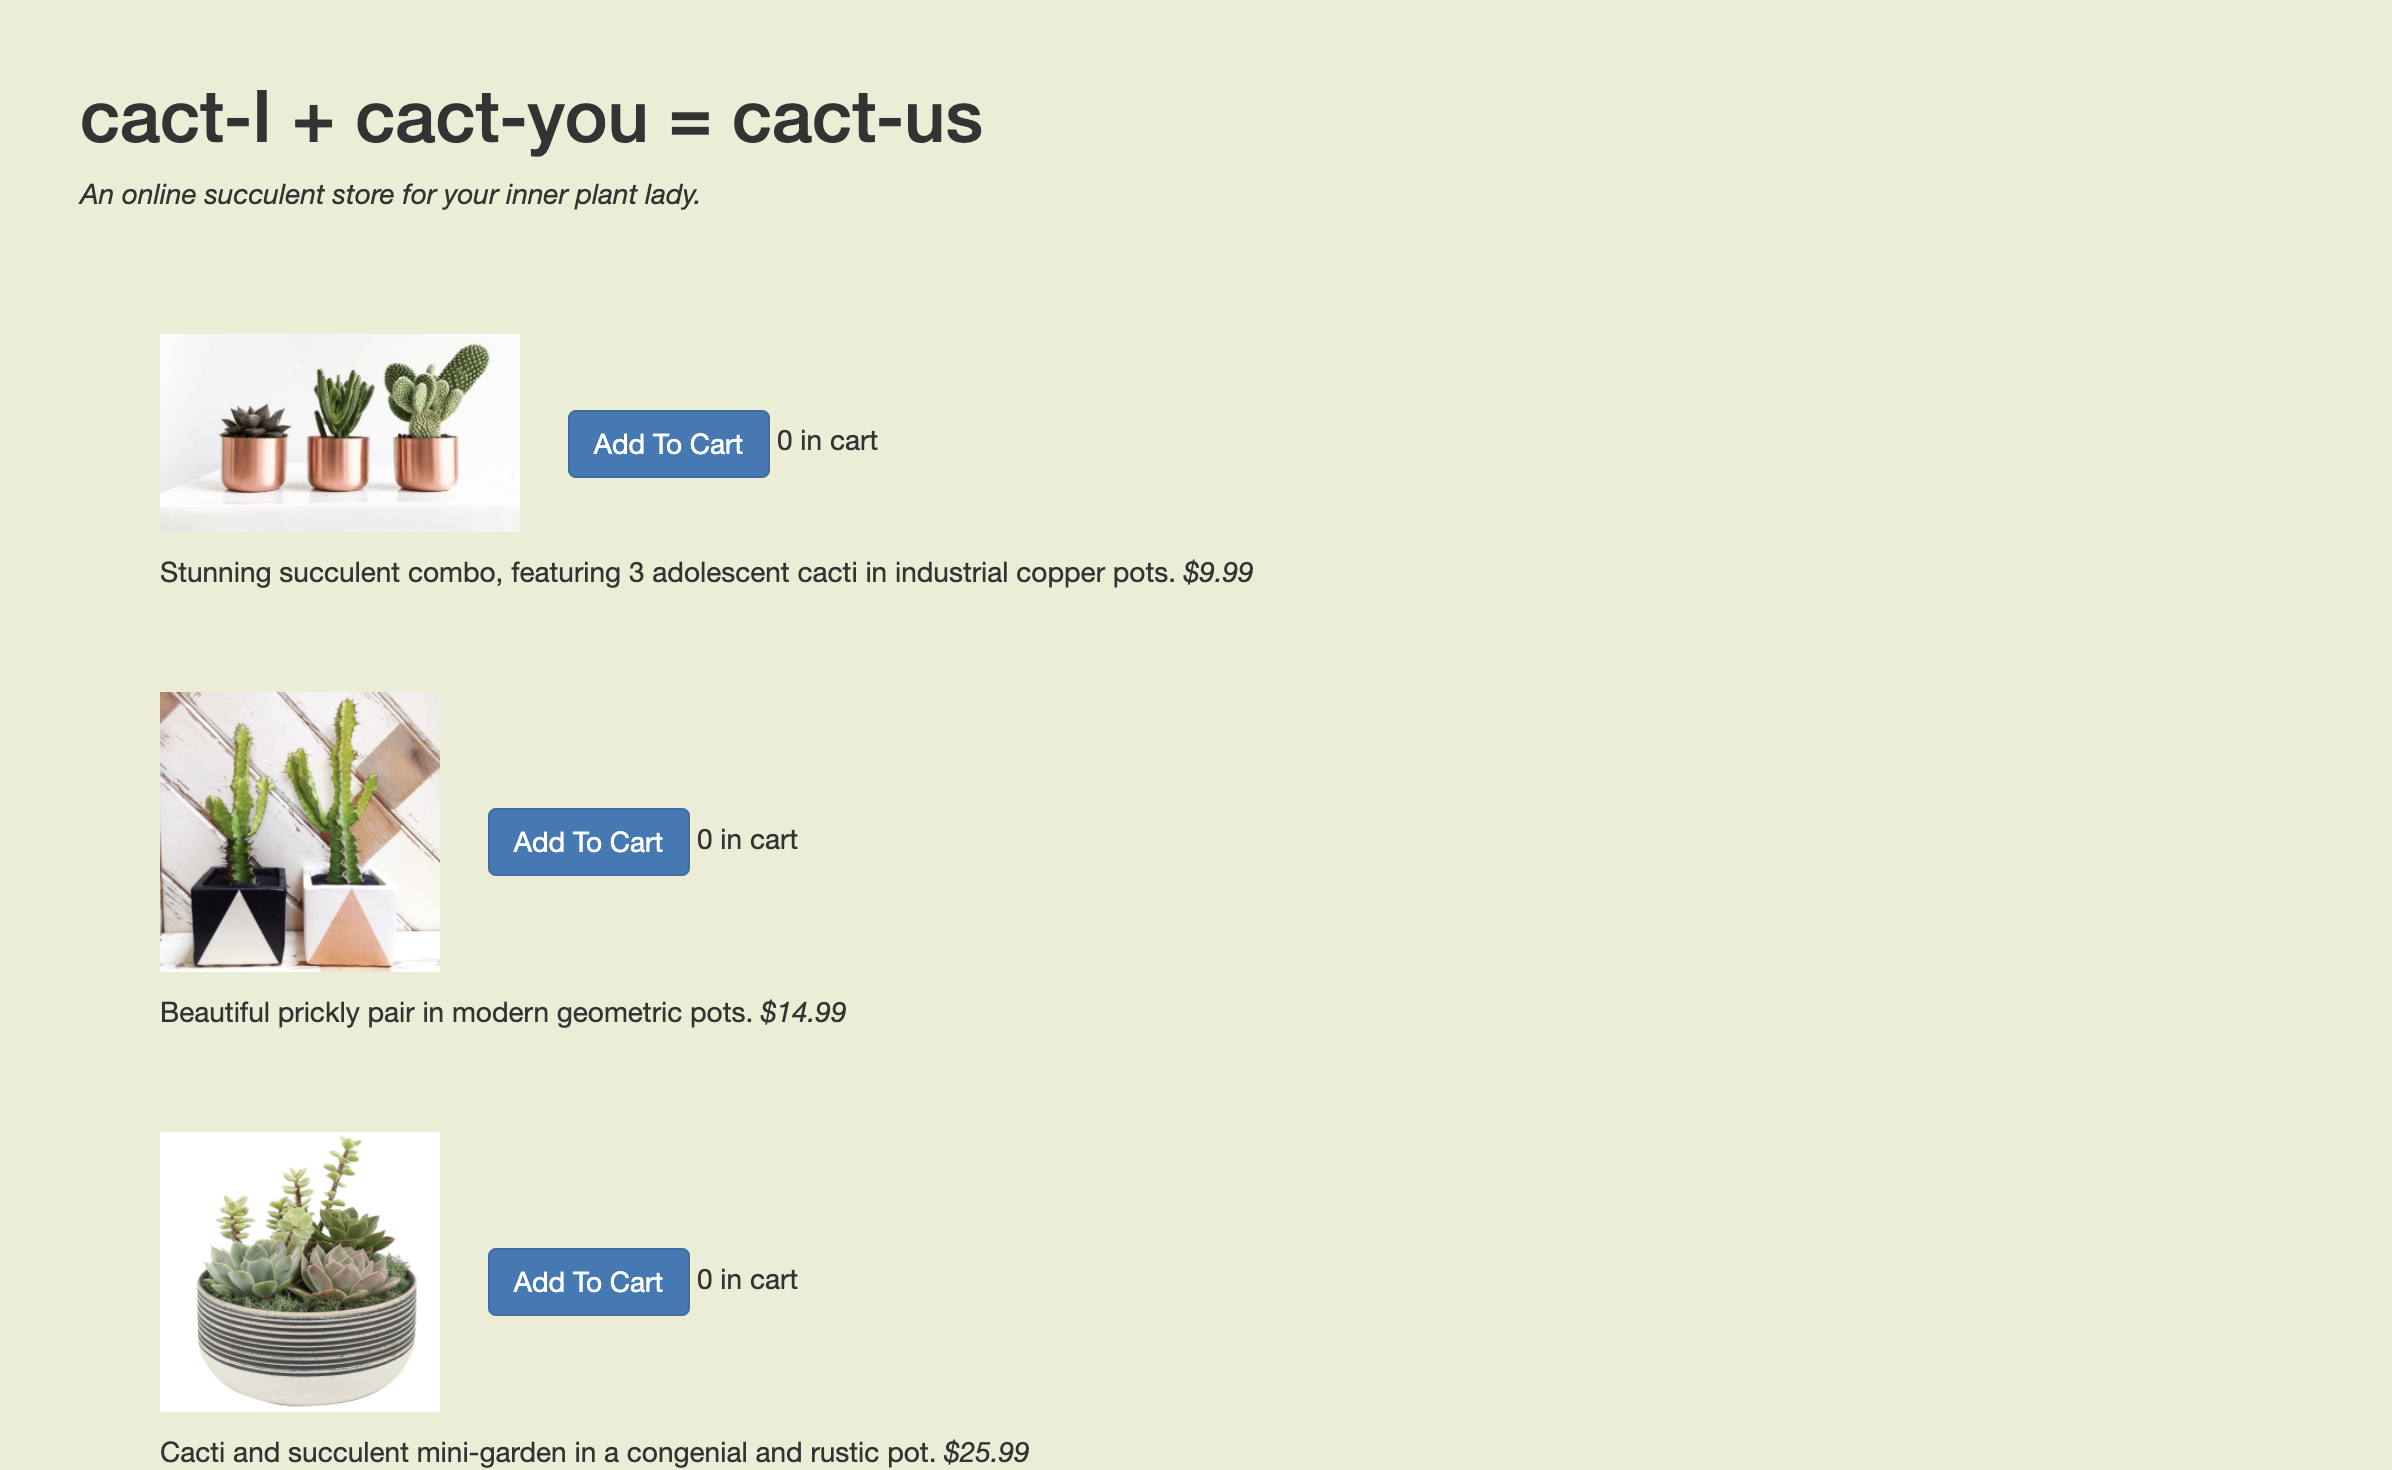 cact-I + cact-you = cact-us
An online succulent store for your inner plant lady.
Add To Cart 0 in cart
Stunning succulent combo, featuring 3 adolescent cacti in industrial copper pots. $9.99
Add To Cart 0 in cart
Beautiful prickly pair in modern geometric pots. $14.99
Add To Cart 0 in cart
Cacti and succulent mini-garden in a congenial and rustic pot. $25.99